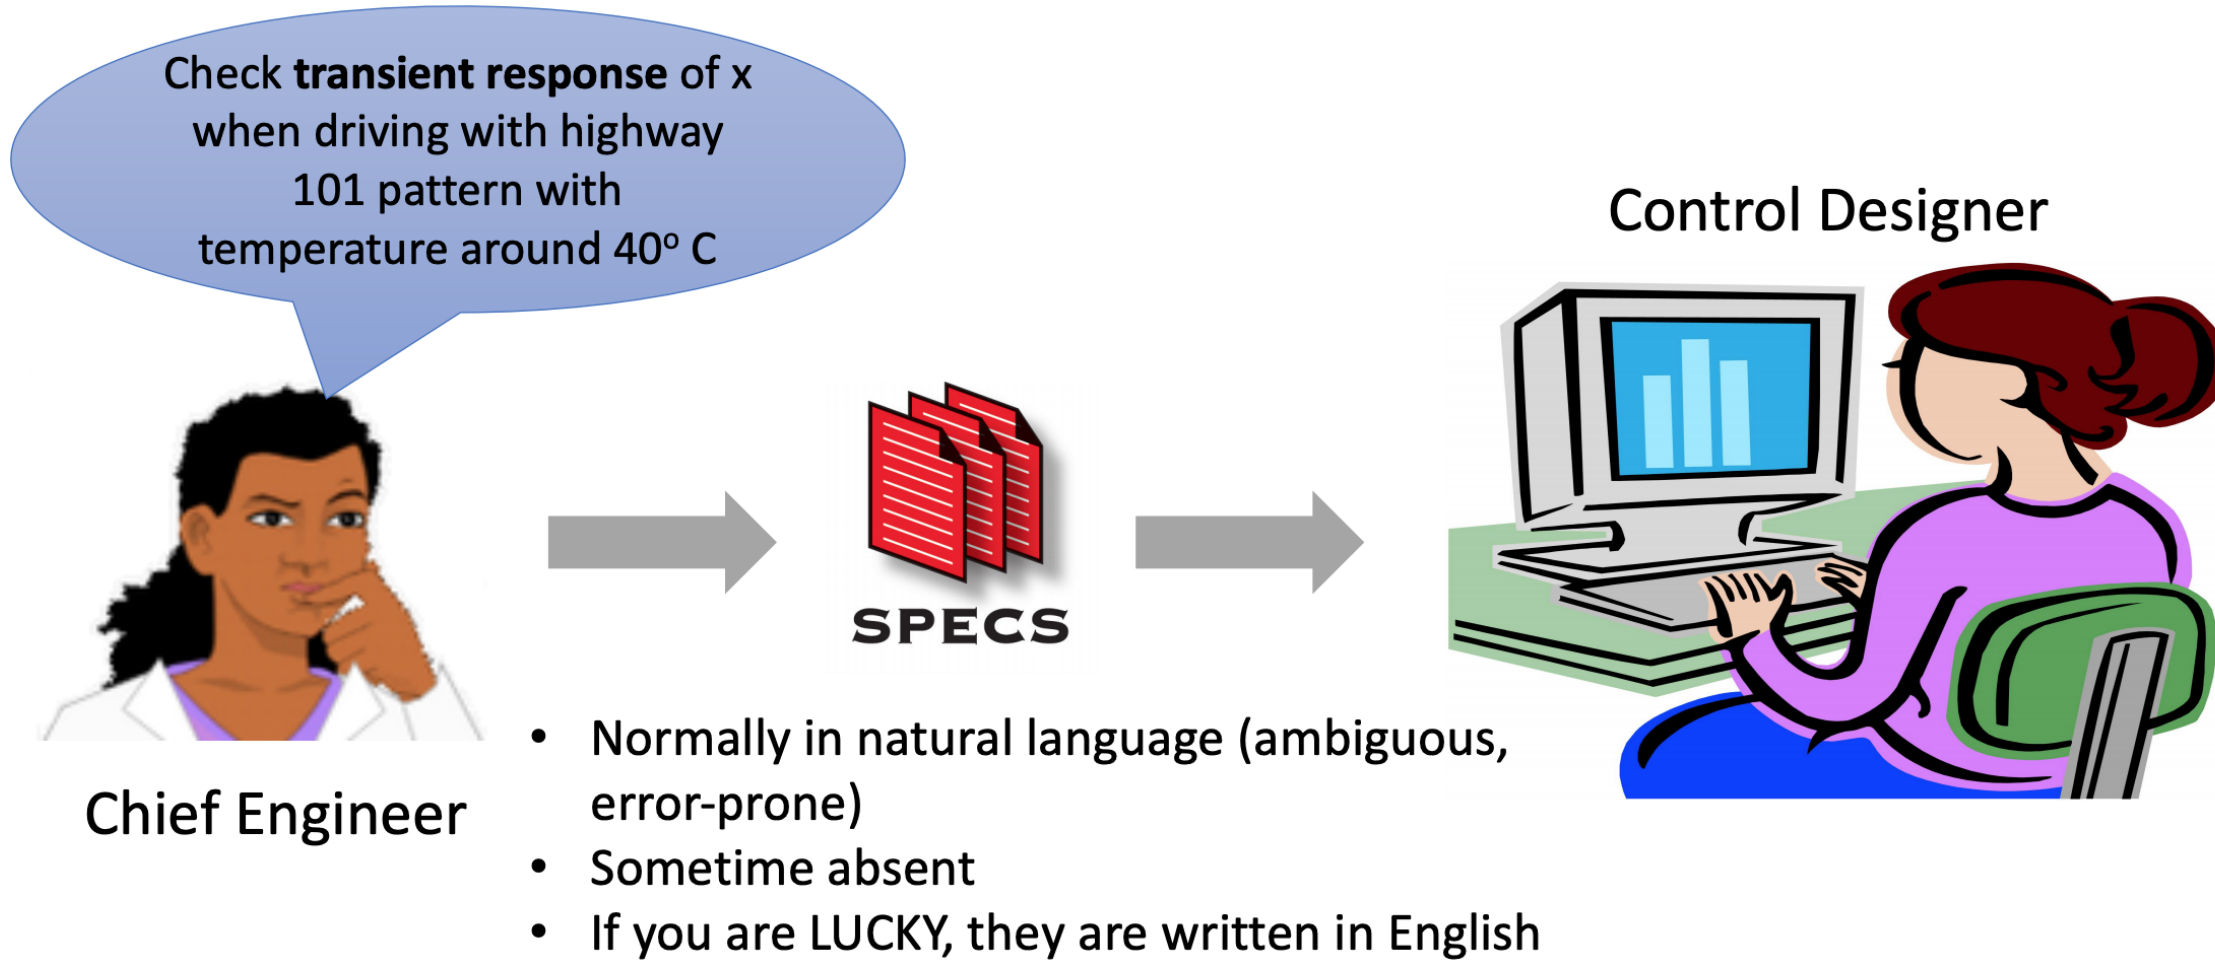 Check transient response of x
when driving with highway
101 pattern with
temperature around 40º C
Control Designer
SPECS
Chief Engineer
• Normally in natural language (ambiguous,
error-prone)
• Sometime absent
• If you are LUCKY, they are written in English